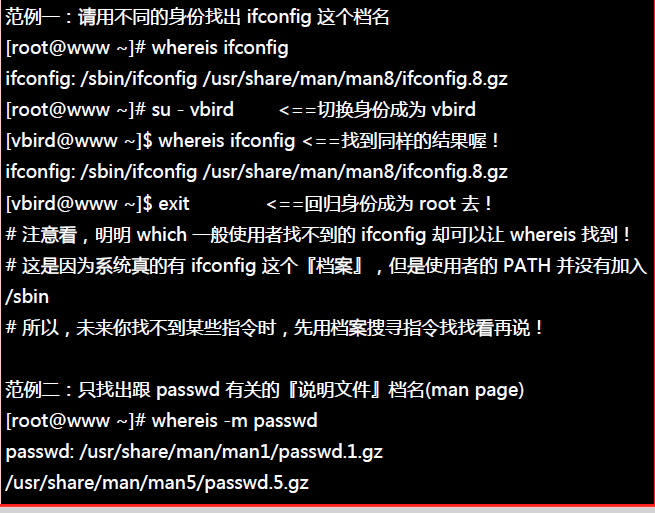 范例一：请用不同的身份找出 ifconfig 这个档名
[root@www ~]# whereis ifconfig
ifconfig: /sbin/ifconfig /usr/share/man/man8/ifconfig.8.gz
[root@www ~]# su - vbird <==切换身份成为 vbird
[vbird@www ~]$ whereis ifconfig <==找到同样的结果喔！
ifconfig: /sbin/ifconfig /usr/share/man/man8/ifconfig.8.gz
[vbird@www ~]$ exit <==回归身份成为 root 去！
# 注意看，明明 which 一般使用者找不到的 ifconfig 却可以让 whereis 找到！
# 这是因为系统真的有 ifconfig 这个『档案』，但是使用者的 PATH 并没有加入
/sbin
# 所以，未来你找不到某些指令时，先用档案搜寻指令找找看再说！
范例二：只找出跟 passwd 有关的『说明文件』档名(man page)
[root@www ~]# whereis -m passwd
passwd: /usr/share/man/man1/passwd.1.gz
/usr/share/man/man5/passwd.5.gz